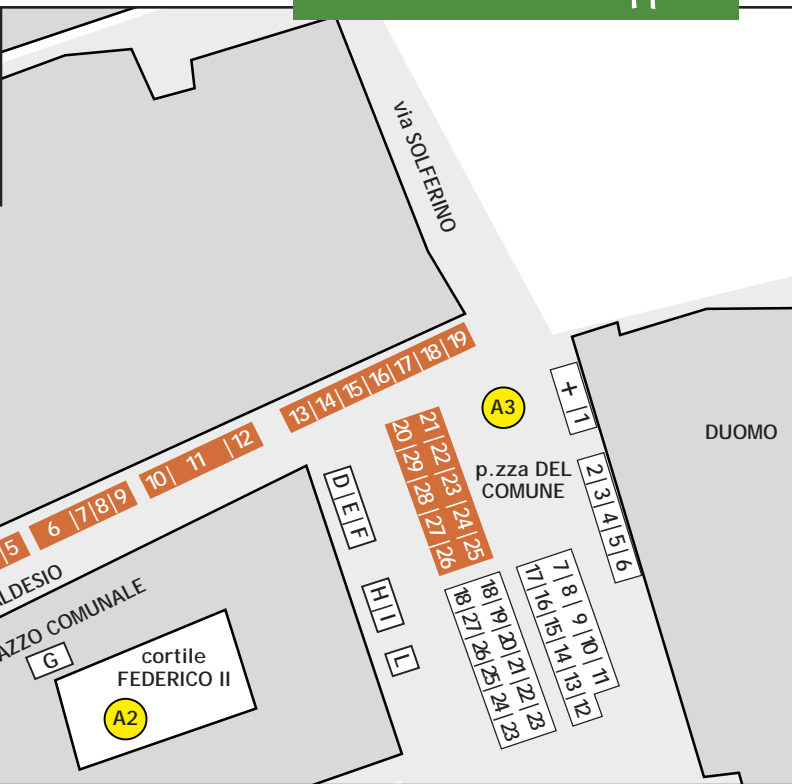 via SOLFERINO
13|14|15|16|17|18|19
10| 11 |12
6 |7|8|9
|5
21|22|23|24|25
20|29|28|27|26
A3
p.zza DEL
COMUNE
+|1
2|3|4|5|6
DUOMO
D|E|F
H|I
L
LDESIO
AZZO COMUNALE
G
cortile
FEDERICO II
A2
7|8|9|10|11
17|16|15|14|13|12
18|19|20|21|22|23
18|27|26|25|24|23